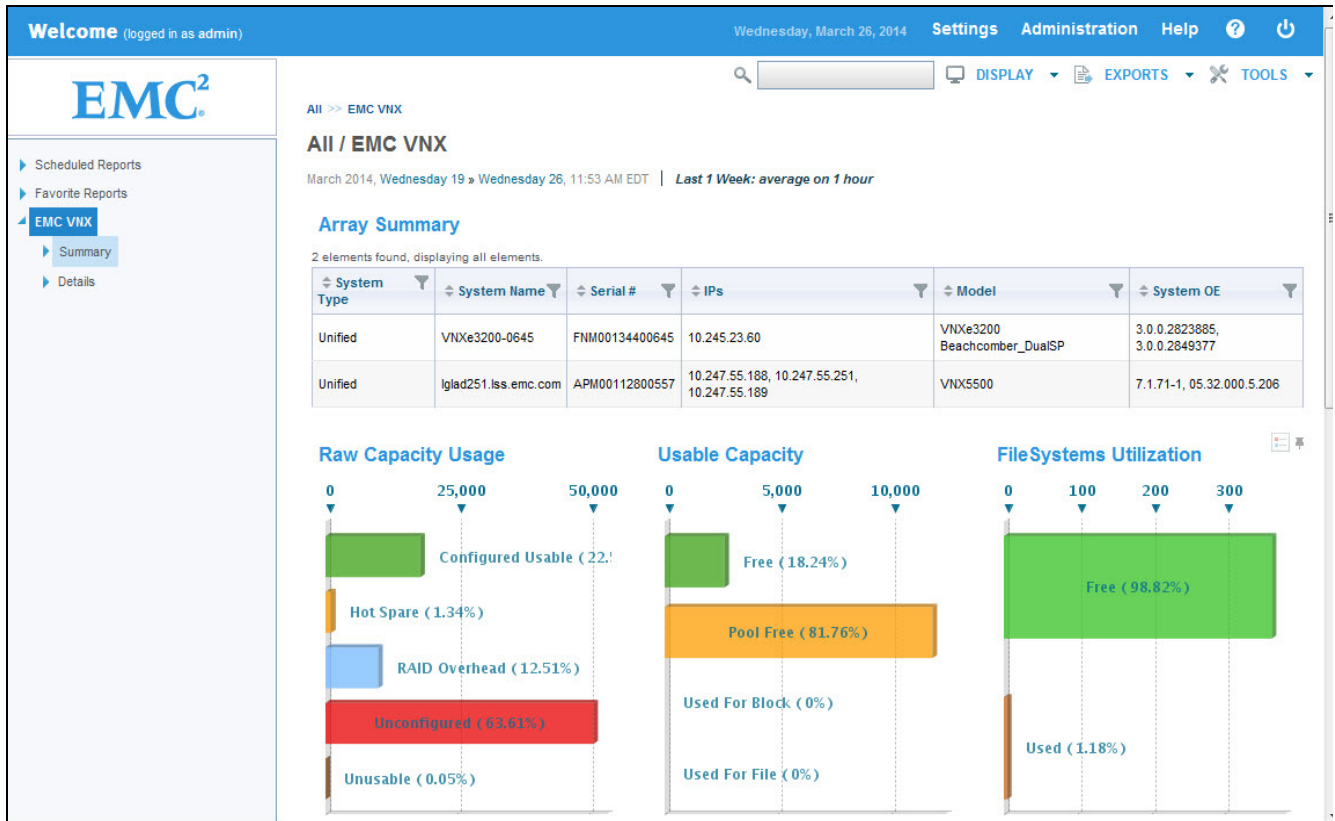 Welcome (logged in as admin)
Wednesday, March 26, 2014 Settings Administration Help ?
EMC²
DISPLAY EXPORTS TOOLS
All >> EMC VNX
All / EMC VNX
March 2014, Wednesday 19 » Wednesday 26, 11:53 AM EDT | Last 1 Week: average on 1 hour
Scheduled Reports
Favorite Reports
EMC VNX
Summary
Details
Array Summary
2 elements found, displaying all elements.
System Type System Name Serial # IPs Model System OE
Unified VNXe3200-0645 FNM00134400645 10.245.23.60 VNXe3200 Beachcomber_DualSP 3.0.0.2823885, 3.0.0.2849377
Unified lglad251.lss.emc.com APM00112800557 10.247.55.188, 10.247.55.251, 10.247.55.189 VNX5500 7.1.71-1, 05.32.000.5.206
Raw Capacity Usage
0 25,000 50,000
Configured Usable (22.
Hot Spare (1.34%)
RAID Overhead (12.51%)
Unconfigured (63.61%)
Unusable (0.05%)
Usable Capacity
0 5,000 10,000
Free (18.24%)
Pool Free (81.76%)
Used For Block (0%)
Used For File (0%)
FileSystems Utilization
0 100 200 300
Free (98.82%)
Used (1.18%)